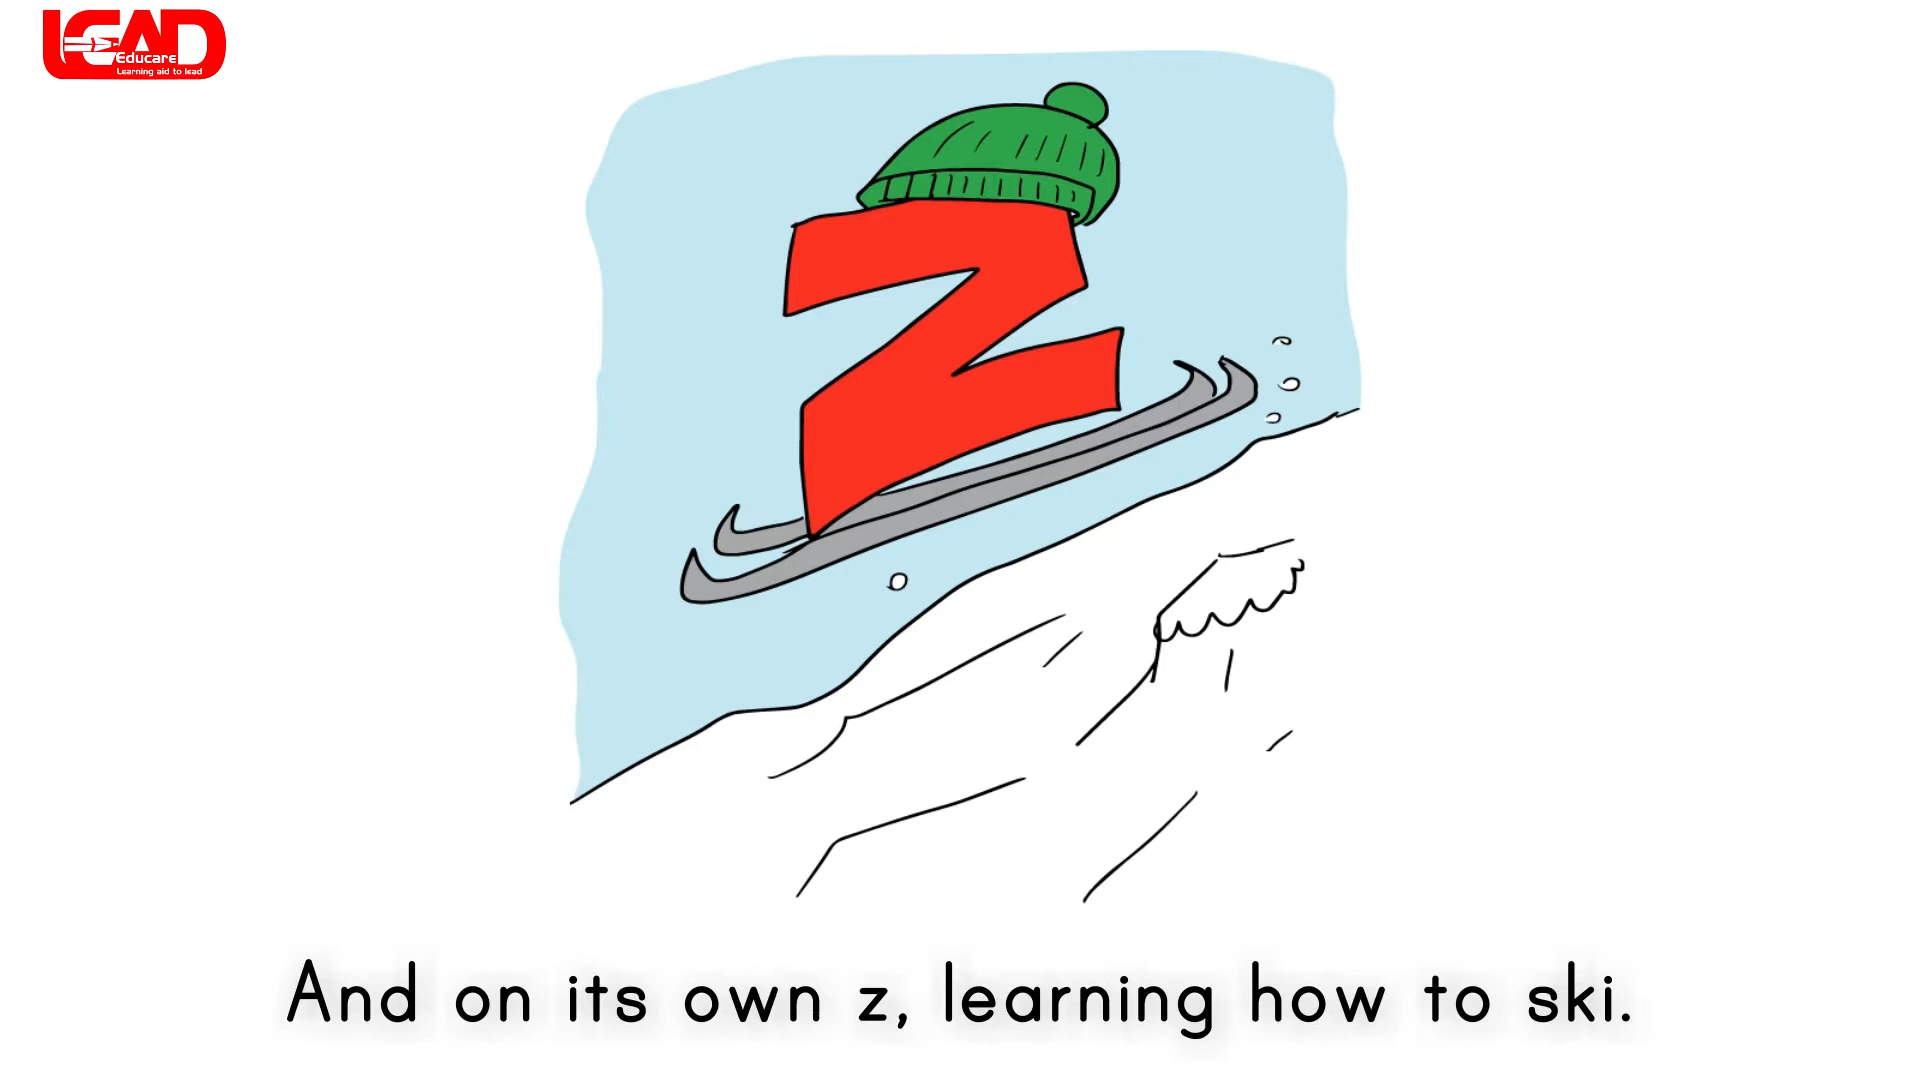 LEAD
Educare
Learning aid to lead
Z
And on its own z, learning how to ski.